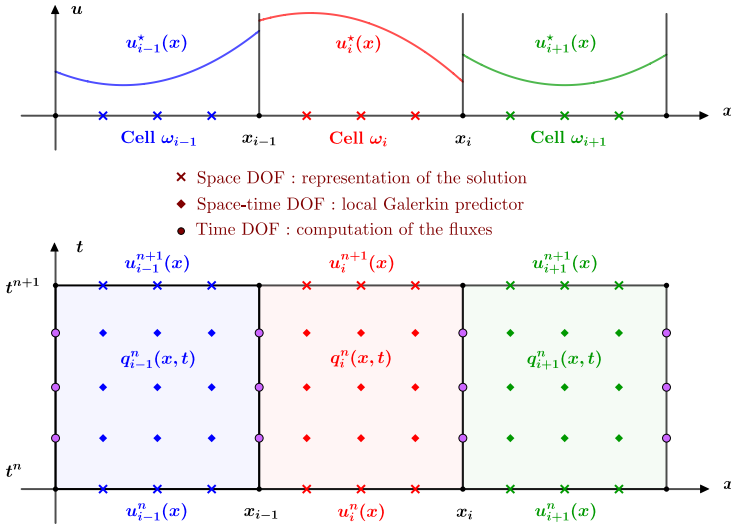 u
u⋆i−1(x) u⋆i(x) u⋆i+1(x)
x
Cell ωi−1 xi−1 Cell ωi xi Cell ωi+1
Space DOF : representation of the solution
Space-time DOF : local Galerkin predictor
Time DOF : computation of the fluxes
t
un+1i−1(x) un+1i(x) un+1i+1(x)
tn+1
qni−1(x, t) qni(x, t) qni+1(x, t)
tn
x
uni−1(x) xi−1 uni(x) xi uni+1(x)